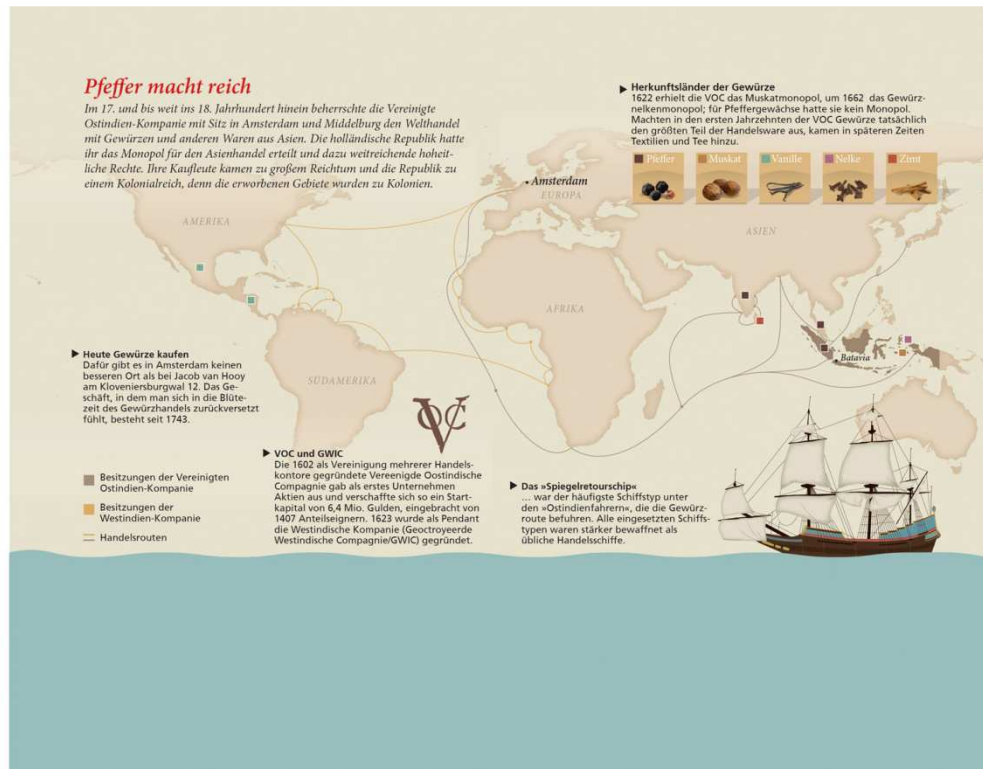 Pfeffer macht reich
Im 17. und bis weit ins 18. Jahrhundert hinein beherrschte die Vereinigte
Ostindien-Kompanie mit Sitz in Amsterdam und Middelburg den Welthandel
mit Gewürzen und anderen Waren aus Asien. Die holländische Republik hatte
ihr das Monopol für den Asienhandel erteilt und dazu weitreichende hoheit-
liche Rechte. Ihre Kaufleute kamen zu großem Reichtum und die Republik zu
einem Kolonialreich, denn die erworbenen Gebiete wurden zu Kolonien.
Herkunftsländer der Gewürze
1622 erhielt die VOC das Muskatmonopol, um 1662 das Gewürz-
nelkenmonopol; für Pfeffergewächse hatte sie kein Monopol.
Machten in den ersten Jahrzehnten der VOC Gewürze tatsächlich
den größten Teil der Handelsware aus, kamen in späteren Zeiten
Textilien und Tee hinzu.
Pfeffer Muskat Vanille Nelke Zimt
Amsterdam
EUROPA
AMERIKA
ASIEN
AFRIKA
SÜDAMERIKA
Batavia
Heute Gewürze kaufen
Dafür gibt es in Amsterdam keinen
besseren Ort als bei Jacob van Hooy
am Kloveniersburgwal 12. Das Ge-
schäft, in dem man sich in die Blüte-
zeit des Gewürzhandels zurückversetzt
fühlt, besteht seit 1743.
Besitzungen der Vereinigten
Ostindien-Kompanie
Besitzungen der
Westindien-Kompanie
Handelsrouten
VOC
VOC und GWIC
Die 1602 als Vereinigung mehrerer Handels-
kontore gegründete Vereenigde Oostindische
Compagnie gab als erstes Unternehmen
Aktien aus und verschaffte sich so ein Start-
kapital von 6,4 Mio. Gulden, eingebracht von
1407 Anteilseignern. 1623 wurde als Pendant
die Westindische Kompanie (Geoctroyeerde
Westindische Compagnie/GWIC) gegründet.
Das »Spiegelretourschip«
... war der häufigste Schiffstyp unter
den »Ostindienfahrern«, die die Gewürz-
route befuhren. Alle eingesetzten Schiffs-
typen waren stärker bewaffnet als
übliche Handelsschiffe.